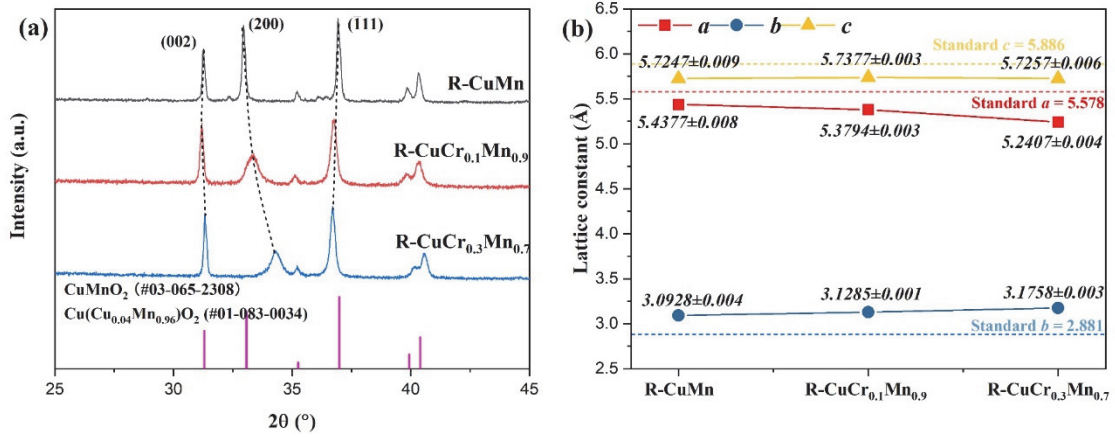 (a)
(002)
(200)
(1̄11)
R-CuMn
R-CuCr₀.₁Mn₀.₉
R-CuCr₀.₃Mn₀.₇
CuMnO₂ (#03-065-2308)
Cu(Cu₀.₀₄Mn₀.₉₆)O₂ (#01-083-0034)
Intensity (a.u.)
25 30 35 40 45
2θ (°)
(b)
a b c
Standard c = 5.886
5.7247±0.009 5.7377±0.003 5.7257±0.006
Standard a = 5.578
5.4377±0.008 5.3794±0.003 5.2407±0.004
3.0928±0.004 3.1285±0.001 3.1758±0.003
Standard b = 2.881
Lattice constant (Å)
6.5
6.0
5.5
5.0
4.5
4.0
3.5
3.0
2.5
R-CuMn R-CuCr₀.₁Mn₀.₉ R-CuCr₀.₃Mn₀.₇